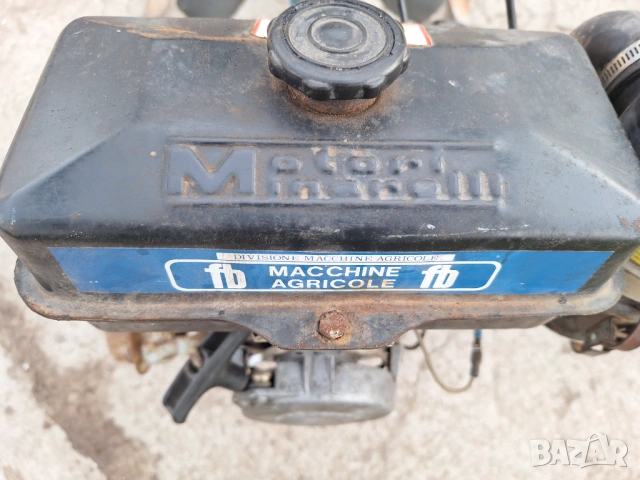 Motori
Minarelli
DIVISIONE MACCHINE AGRICOLE
fb MACCHINE fb
AGRICOLE
BAZAR